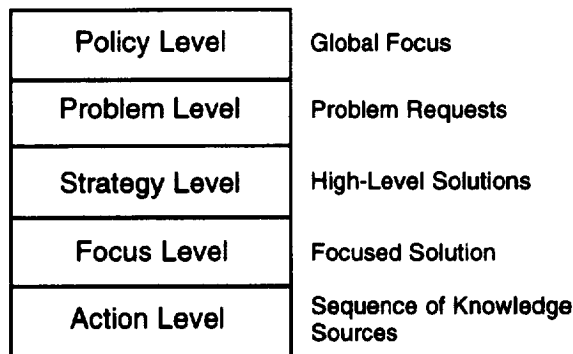 Policy Level Global Focus
Problem Level Problem Requests
Strategy Level High-Level Solutions
Focus Level Focused Solution
Action Level Sequence of Knowledge
Sources